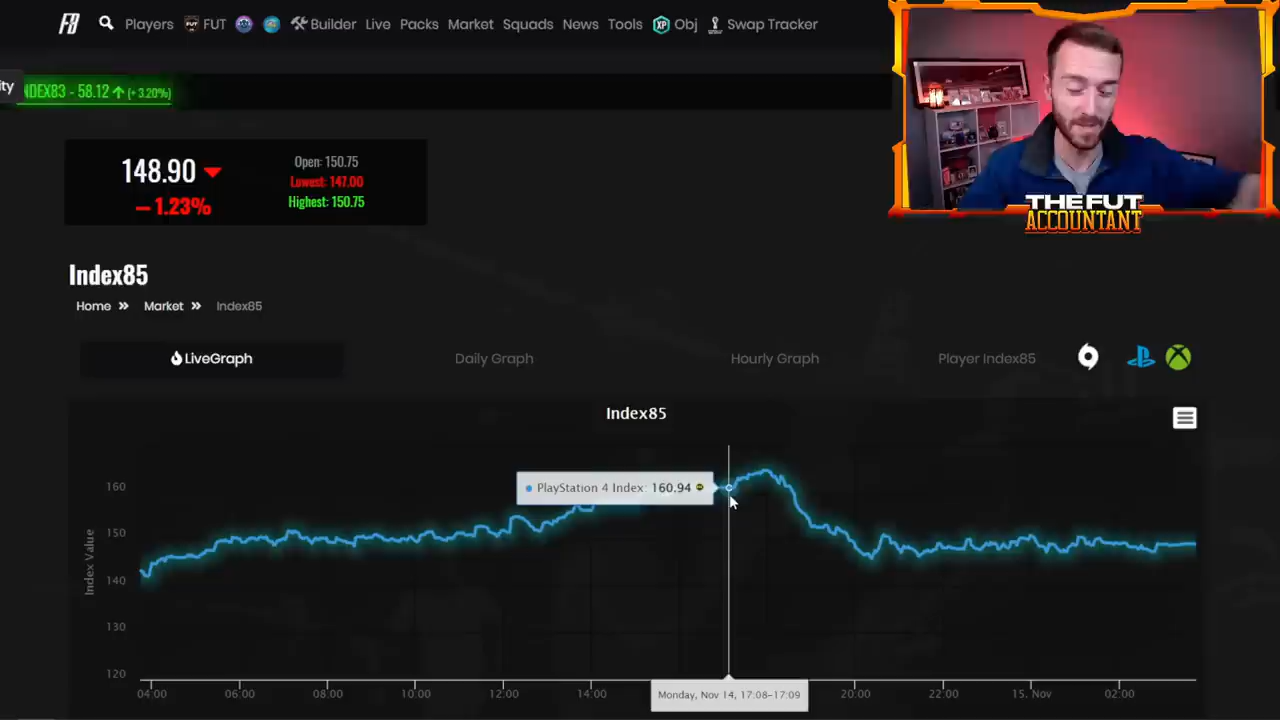 F8
Players
FUT
Builder
Live
Packs
Market
Squads
News
Tools
XP
Obj
Swap Tracker
ity
NDEX83 - 58.12 (+ 3.20%)
148.90
– 1.23%
Open: 150.75
Lowest: 147.00
Highest: 150.75
THE FUT
ACCOUNTANT
Index85
Home
Market
Index85
LiveGraph
Daily Graph
Hourly Graph
Player Index85
Index85
Index Value
160
150
140
130
120
PlayStation 4 Index: 160.94
04:00
06:00
08:00
10:00
12:00
14:00
Monday, Nov 14, 17:08–17:09
20:00
22:00
15. Nov
02:00